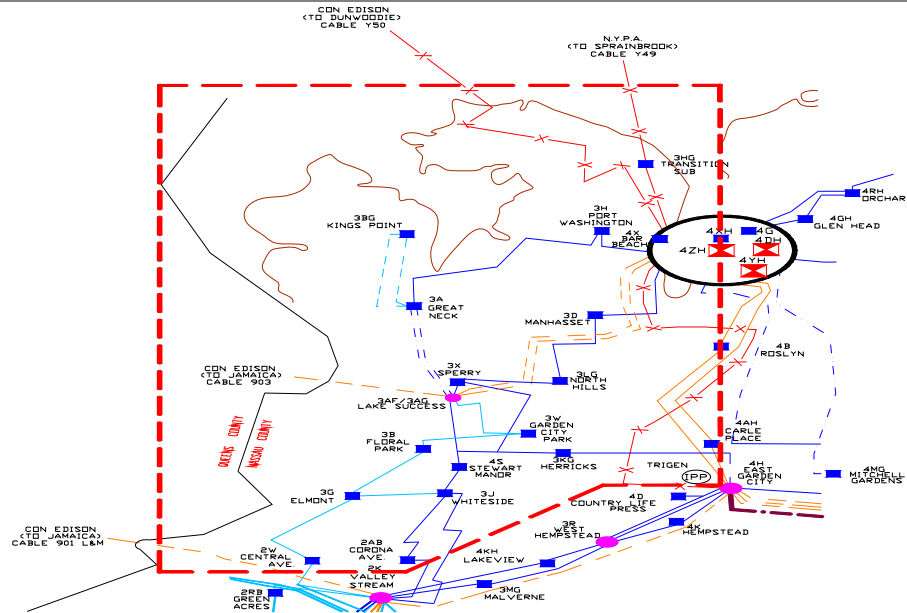 CON EDISON
(TO DUNWOODIE)
CABLE Y50
N.Y.P.A.
(TO SPRAINBROOK)
CABLE Y49
3HG
TRANSITION
SUB
4RH
ORCHAR
4GH
GLEN HEAD
3H
PORT
WASHINGTON
3BG
KINGS POINT
4X
BAR
BEACH
4XH
4G
4DH
4ZH
4YH
3A
GREAT
NECK
3D
MANHASSET
4B
ROSLYN
CON EDISON
(TO JAMAICA)
CABLE 903
3X
SPERRY
3LG
NORTH
HILLS
3AF/3AG
LAKE SUCCESS
QUEENS COUNTY
NASSAU COUNTY
3W
GARDEN
CITY
PARK
3B
FLORAL
PARK
4AH
CARLE
PLACE
4S
STEWART
MANOR
3KG
HERRICKS
TRIGEN
IPP
4H
EAST
GARDEN
CITY
4MG
MITCHELL
GARDENS
3G
ELMONT
3J
WHITESIDE
4D
COUNTRY LIFE
PRESS
3R
WEST
HEMPSTEAD
4K
HEMPSTEAD
CON EDISON
(TO JAMAICA)
CABLE 901 L&M
2W
CENTRAL
AVE.
2AB
CORONA
AVE.
4KH
LAKEVIEW
2K
VALLEY
STREAM
3MG
MALVERNE
2RB
GREEN
ACRES